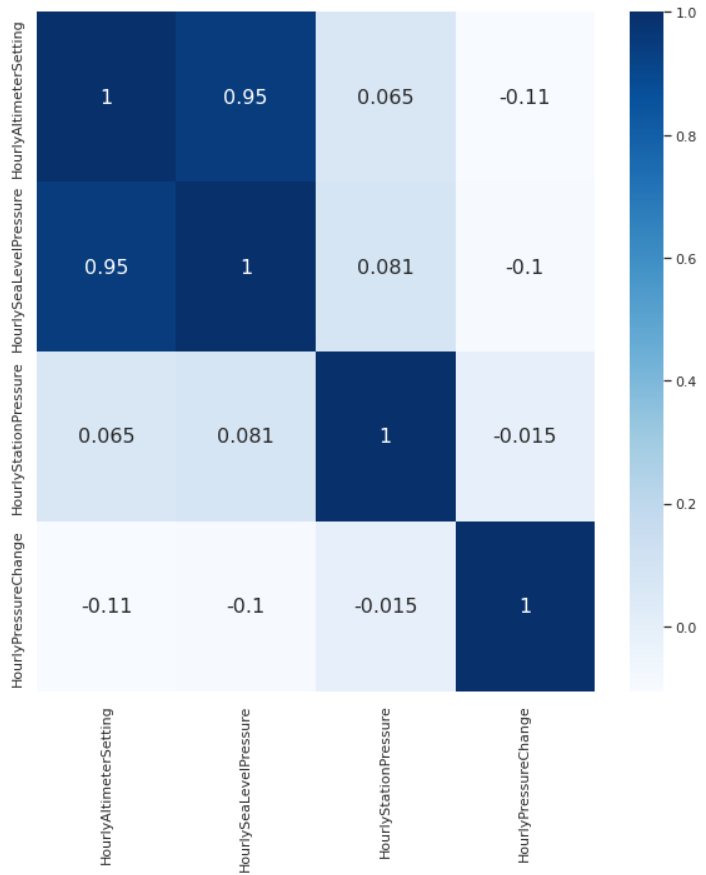 HourlyAltimeterSetting 1 0.95 0.065 -0.11
HourlySeaLevelPressure 0.95 1 0.081 -0.1
HourlyStationPressure 0.065 0.081 1 -0.015
HourlyPressureChange -0.11 -0.1 -0.015 1
HourlyAltimeterSetting HourlySeaLevelPressure HourlyStationPressure HourlyPressureChange
1.0
0.8
0.6
0.4
0.2
0.0